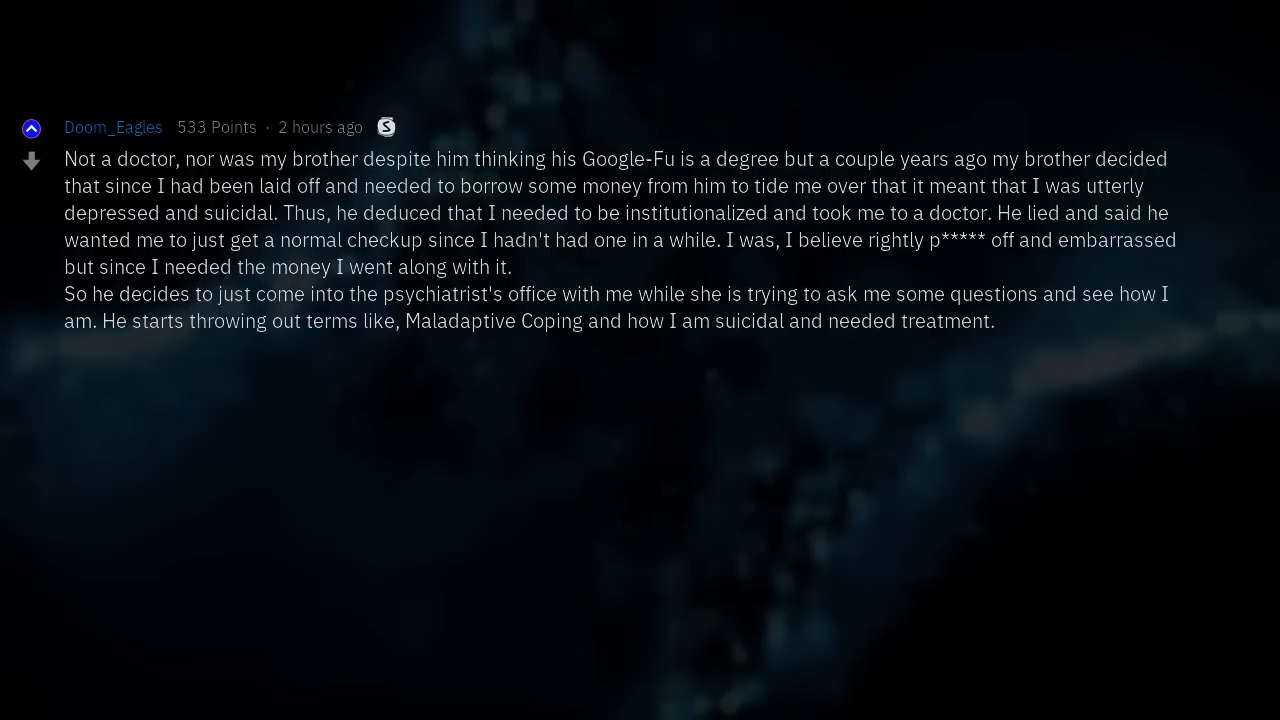 Doom_Eagles 533 Points · 2 hours ago
Not a doctor, nor was my brother despite him thinking his Google-Fu is a degree but a couple years ago my brother decided
that since I had been laid off and needed to borrow some money from him to tide me over that it meant that I was utterly
depressed and suicidal. Thus, he deduced that I needed to be institutionalized and took me to a doctor. He lied and said he
wanted me to just get a normal checkup since I hadn't had one in a while. I was, I believe rightly p***** off and embarrassed
but since I needed the money I went along with it.
So he decides to just come into the psychiatrist's office with me while she is trying to ask me some questions and see how I
am. He starts throwing out terms like, Maladaptive Coping and how I am suicidal and needed treatment.